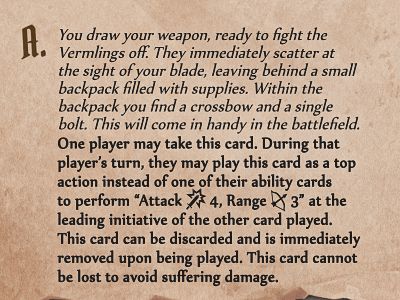 A. You draw your weapon, ready to fight the
Vermlings off. They immediately scatter at
the sight of your blade, leaving behind a small
backpack filled with supplies. Within the
backpack you find a crossbow and a single
bolt. This will come in handy in the battlefield.
One player may take this card. During that
player's turn, they may play this card as a top
action instead of one of their ability cards
to perform “Attack 4, Range 3” at the
leading initiative of the other card played.
This card can be discarded and is immediately
removed upon being played. This card cannot
be lost to avoid suffering damage.